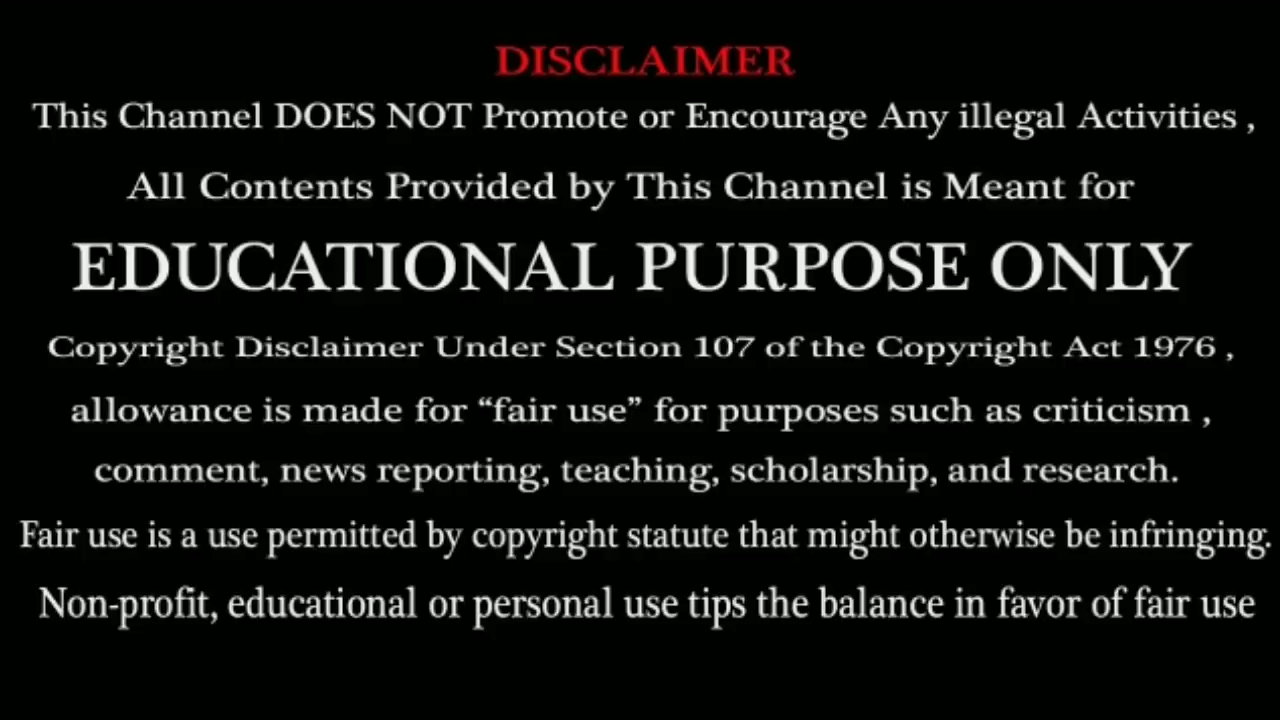 DISCLAIMER
This Channel DOES NOT Promote or Encourage Any illegal Activities ,
All Contents Provided by This Channel is Meant for
EDUCATIONAL PURPOSE ONLY
Copyright Disclaimer Under Section 107 of the Copyright Act 1976 ,
allowance is made for “fair use” for purposes such as criticism ,
comment, news reporting, teaching, scholarship, and research.
Fair use is a use permitted by copyright statute that might otherwise be infringing.
Non-profit, educational or personal use tips the balance in favor of fair use